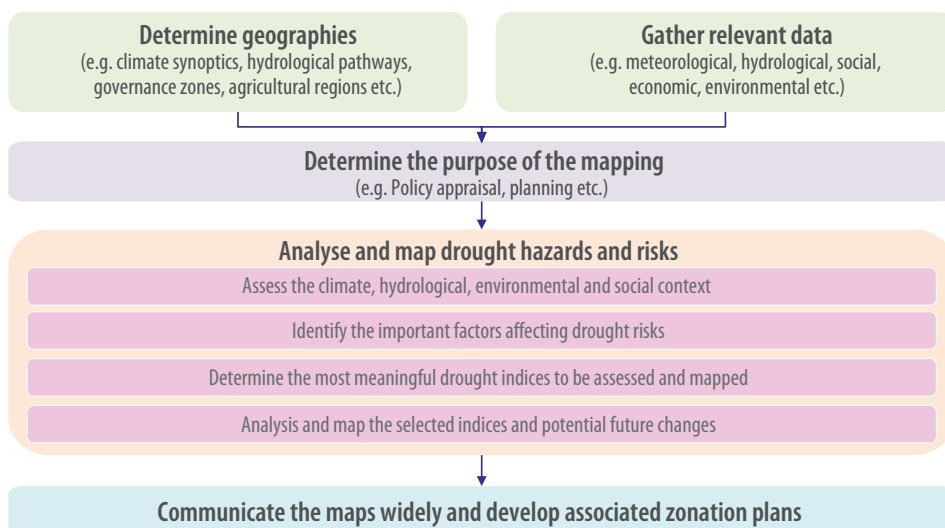 Determine geographies
(e.g. climate synoptics, hydrological pathways,
governance zones, agricultural regions etc.)
Gather relevant data
(e.g. meteorological, hydrological, social,
economic, environmental etc.)
Determine the purpose of the mapping
(e.g. Policy appraisal, planning etc.)
Analyse and map drought hazards and risks
Assess the climate, hydrological, environmental and social context
Identify the important factors affecting drought risks
Determine the most meaningful drought indices to be assessed and mapped
Analysis and map the selected indices and potential future changes
Communicate the maps widely and develop associated zonation plans